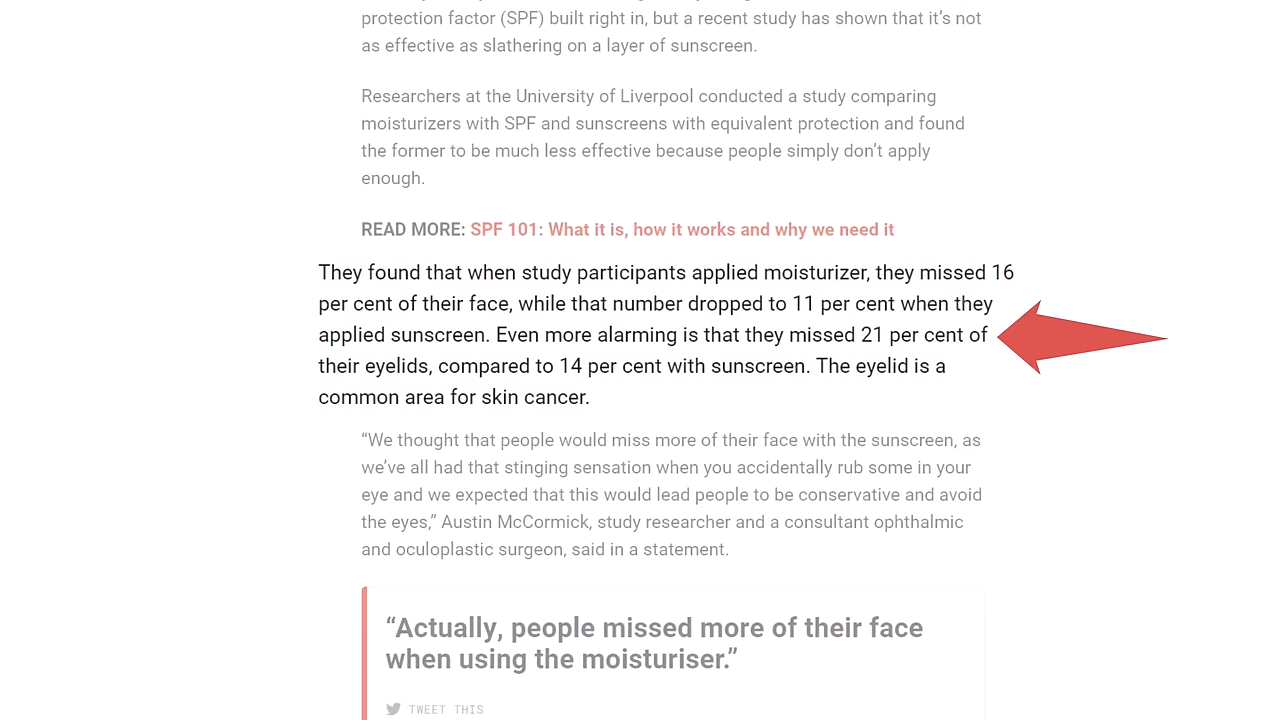 protection factor (SPF) built right in, but a recent study has shown that it’s not
as effective as slathering on a layer of sunscreen.
Researchers at the University of Liverpool conducted a study comparing
moisturizers with SPF and sunscreens with equivalent protection and found
the former to be much less effective because people simply don’t apply
enough.
READ MORE: SPF 101: What it is, how it works and why we need it
They found that when study participants applied moisturizer, they missed 16
per cent of their face, while that number dropped to 11 per cent when they
applied sunscreen. Even more alarming is that they missed 21 per cent of
their eyelids, compared to 14 per cent with sunscreen. The eyelid is a
common area for skin cancer.
“We thought that people would miss more of their face with the sunscreen, as
we’ve all had that stinging sensation when you accidentally rub some in your
eye and we expected that this would lead people to be conservative and avoid
the eyes,” Austin McCormick, study researcher and a consultant ophthalmic
and oculoplastic surgeon, said in a statement.
“Actually, people missed more of their face
when using the moisturiser.”
TWEET THIS